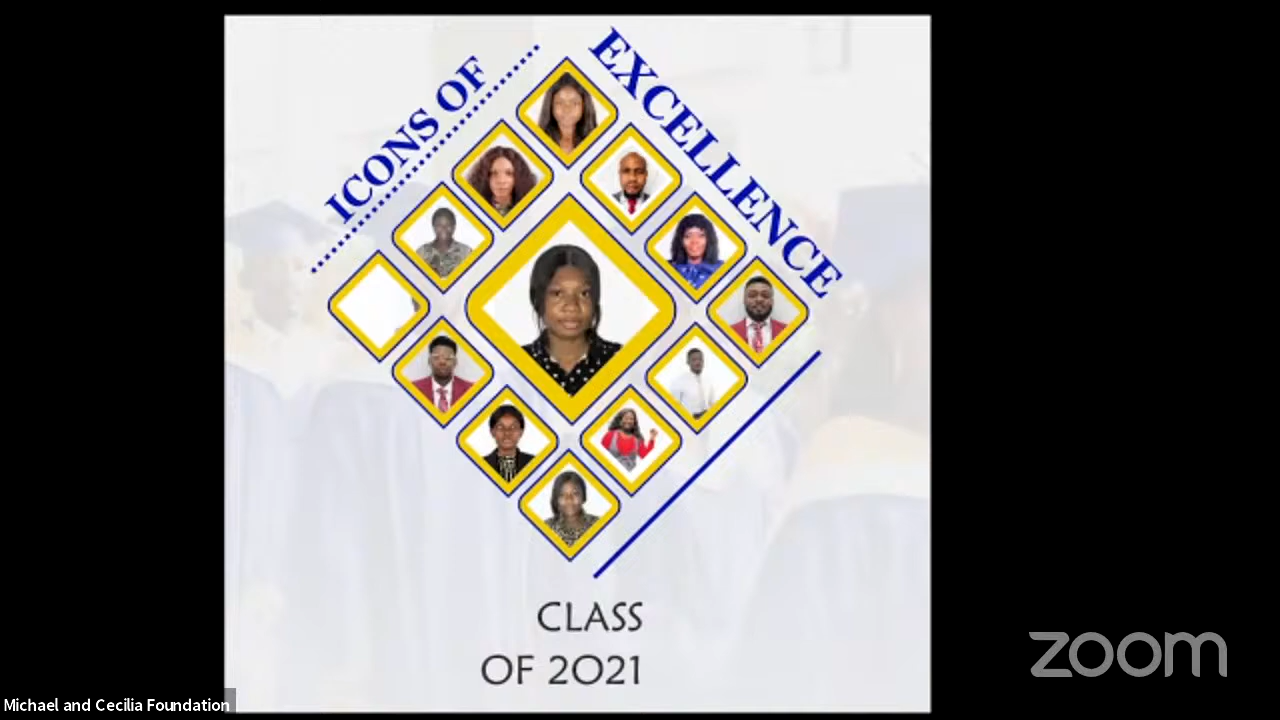 ICONS OF
EXCELLENCE
CLASS
OF 2021
zoom
Michael and Cecilia Foundation